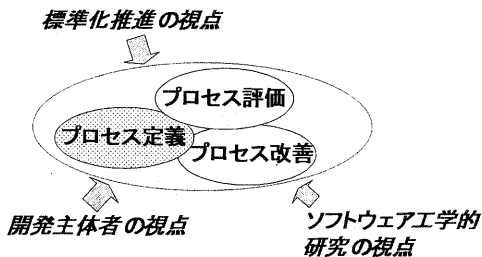 標準化推進の視点
プロセス評価
プロセス定義
プロセス改善
開発主体者の視点
ソフトウェア工学的
研究の視点